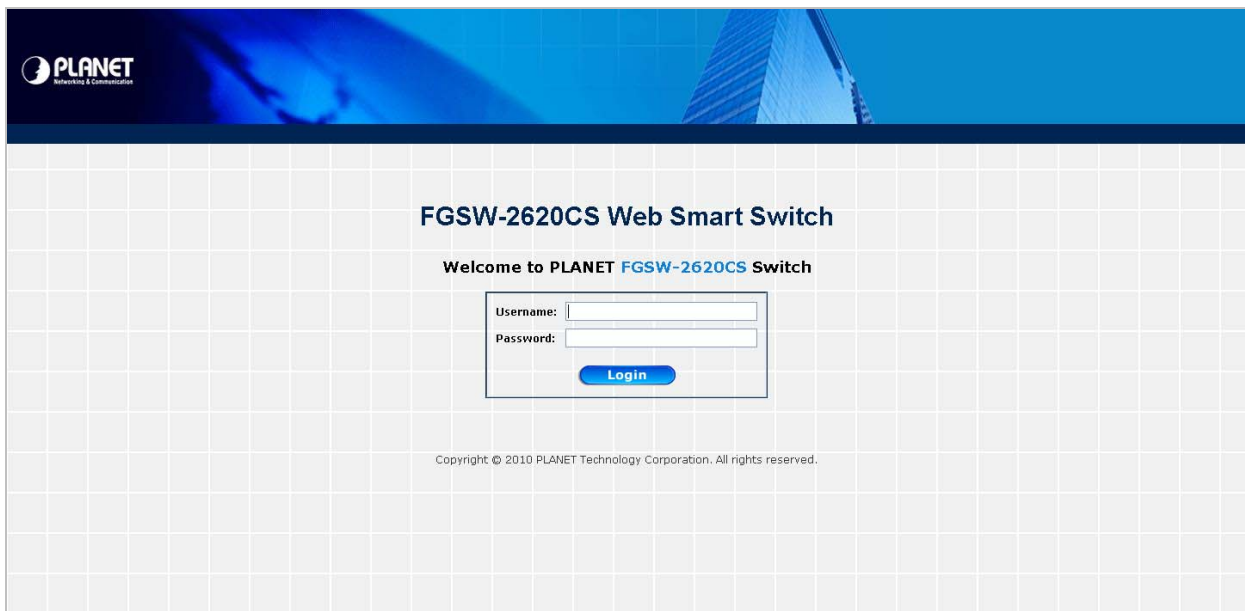 PLANET
Networking & Communication
FGSW-2620CS Web Smart Switch
Welcome to PLANET FGSW-2620CS Switch
Username:
Password:
Login
Copyright © 2010 PLANET Technology Corporation. All rights reserved.